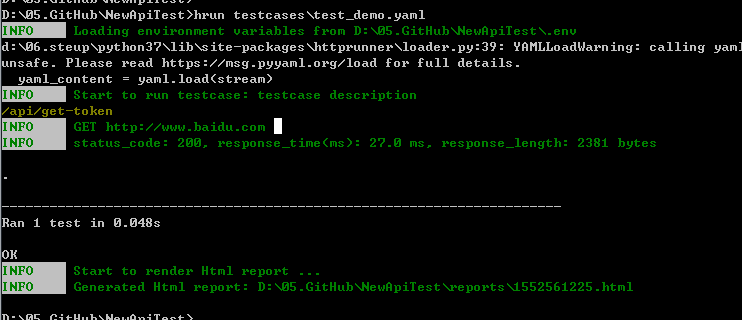 D:\05.GitHub\NewApiTest>hrun testcases\test_demo.yaml
INFO Loading environment variables from D:\05.GitHub\NewApiTest\.env
d:\06.steup\python37\lib\site-packages\httprunner\loader.py:39: YAMLLoadWarning: calling yaml
unsafe. Please read https://msg.pyyaml.org/load for full details.
yaml_content = yaml.load(stream)
INFO Start to run testcase: testcase description
/api/get-token
INFO GET http://www.baidu.com
INFO status_code: 200, response_time(ms): 27.0 ms, response_length: 2381 bytes
.
----------------------------------------------------------------------
Ran 1 test in 0.048s
OK
INFO Start to render Html report ...
INFO Generated Html report: D:\05.GitHub\NewApiTest\reports\1552561225.html
D:\05.GitHub\NewApiTest>